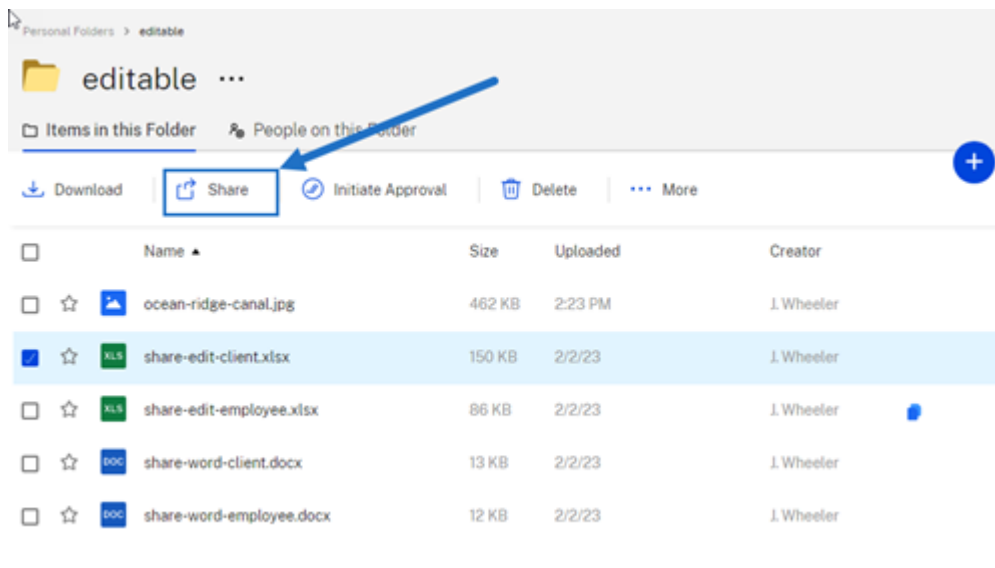 Personal Folders > editable
editable ...
Items in this Folder People on this Folder
Download Share Initiate Approval Delete ... More
Name Size Uploaded Creator
ocean-ridge-canal.jpg 462 KB 2:23 PM J. Wheeler
XLS share-edit-client.xlsx 150 KB 2/2/23 J. Wheeler
XLS share-edit-employee.xlsx 86 KB 2/2/23 J. Wheeler
DOC share-word-client.docx 13 KB 2/2/23 J. Wheeler
DOC share-word-employee.docx 12 KB 2/2/23 J. Wheeler